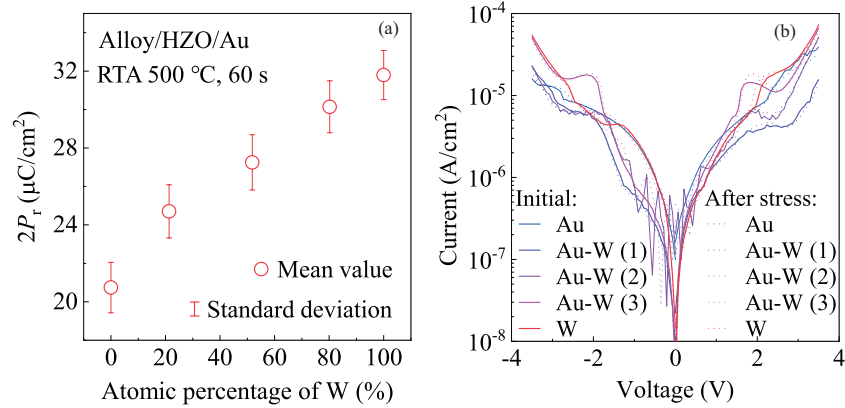 (a)
Alloy/HZO/Au
RTA 500 ℃, 60 s
32
28
24
20
2Pr (μC/cm²)
Mean value
Standard deviation
0 20 40 60 80 100
Atomic percentage of W (%)
(b)
10⁻⁴
10⁻⁵
10⁻⁶
10⁻⁷
10⁻⁸
Current (A/cm²)
Initial: After stress:
Au Au
Au-W (1) Au-W (1)
Au-W (2) Au-W (2)
Au-W (3) Au-W (3)
W W
-4 -2 0 2 4
Voltage (V)